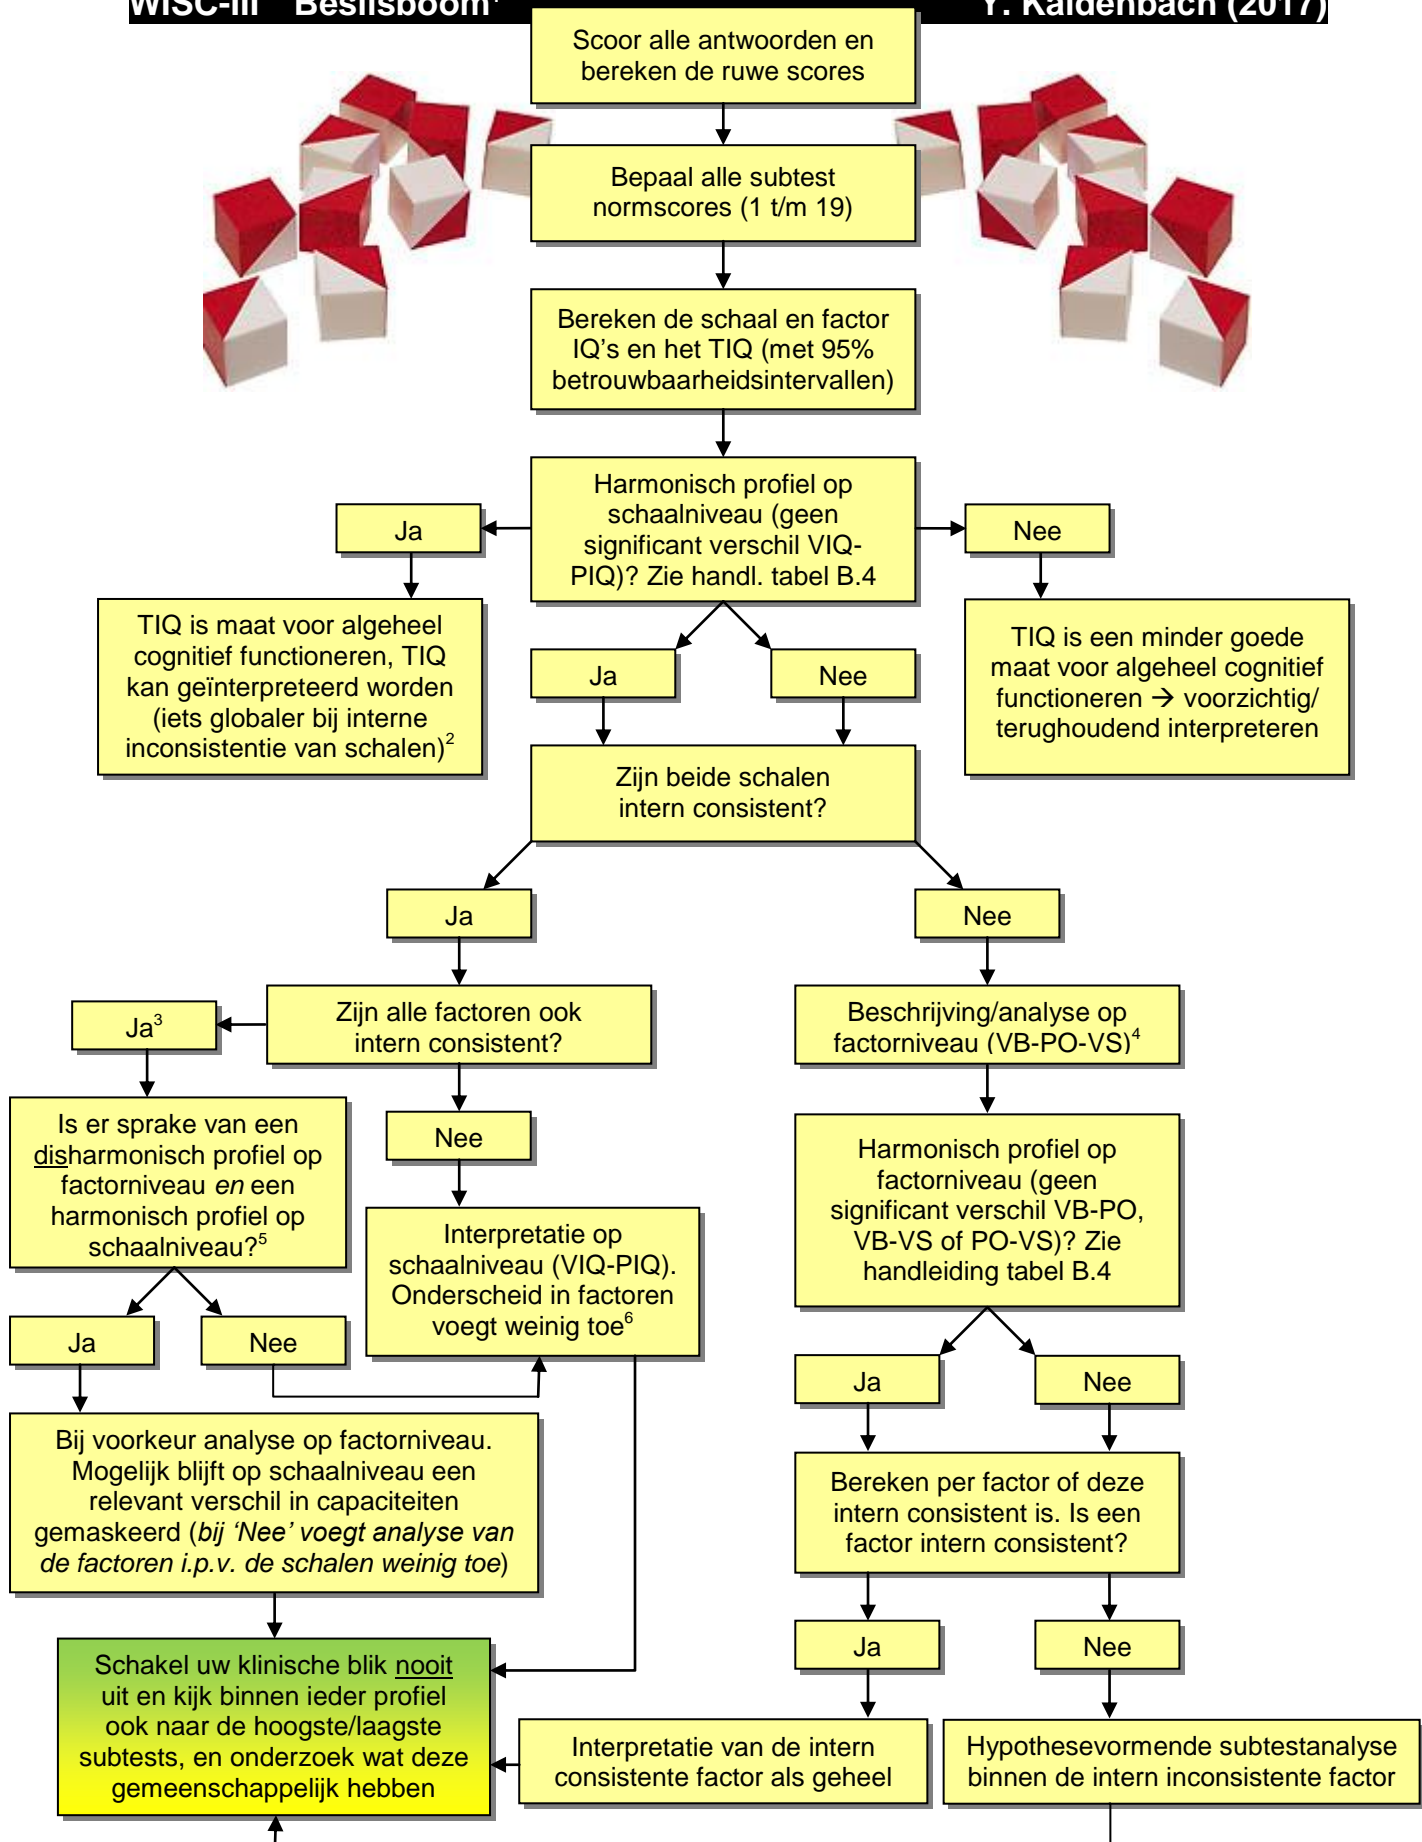 WISC-III Beslisboom¹ Y. Kaldenbach (2017)
Scoor alle antwoorden en
bereken de ruwe scores
Bepaal alle subtest
normscores (1 t/m 19)
Bereken de schaal en factor
IQ’s en het TIQ (met 95%
betrouwbaarheidsintervallen)
Harmonisch profiel op
schaalniveau (geen
significant verschil VIQ-
PIQ)? Zie handl. tabel B.4
Ja
Nee
TIQ is maat voor algeheel
cognitief functioneren, TIQ
kan geïnterpreteerd worden
(iets globaler bij interne
inconsistentie van schalen)²
Ja
Nee
TIQ is een minder goede
maat voor algeheel cognitief
functioneren → voorzichtig/
terughoudend interpreteren
Zijn beide schalen
intern consistent?
Ja
Nee
Ja³
Zijn alle factoren ook
intern consistent?
Beschrijving/analyse op
factorniveau (VB-PO-VS)⁴
Is er sprake van een
disharmonisch profiel op
factorniveau en een
harmonisch profiel op
schaalniveau?⁵
Nee
Harmonisch profiel op
factorniveau (geen
significant verschil VB-PO,
VB-VS of PO-VS)? Zie
handleiding tabel B.4
Interpretatie op
schaalniveau (VIQ-PIQ).
Onderscheid in factoren
voegt weinig toe⁶
Ja
Nee
Ja
Nee
Bij voorkeur analyse op factorniveau.
Mogelijk blijft op schaalniveau een
relevant verschil in capaciteiten
gemaskeerd (bij ‘Nee’ voegt analyse van
de factoren i.p.v. de schalen weinig toe)
Bereken per factor of deze
intern consistent is. Is een
factor intern consistent?
Ja
Nee
Schakel uw klinische blik nooit
uit en kijk binnen ieder profiel
ook naar de hoogste/laagste
subtests, en onderzoek wat deze
gemeenschappelijk hebben
Interpretatie van de intern
consistente factor als geheel
Hypothesevormende subtestanalyse
binnen de intern inconsistente factor